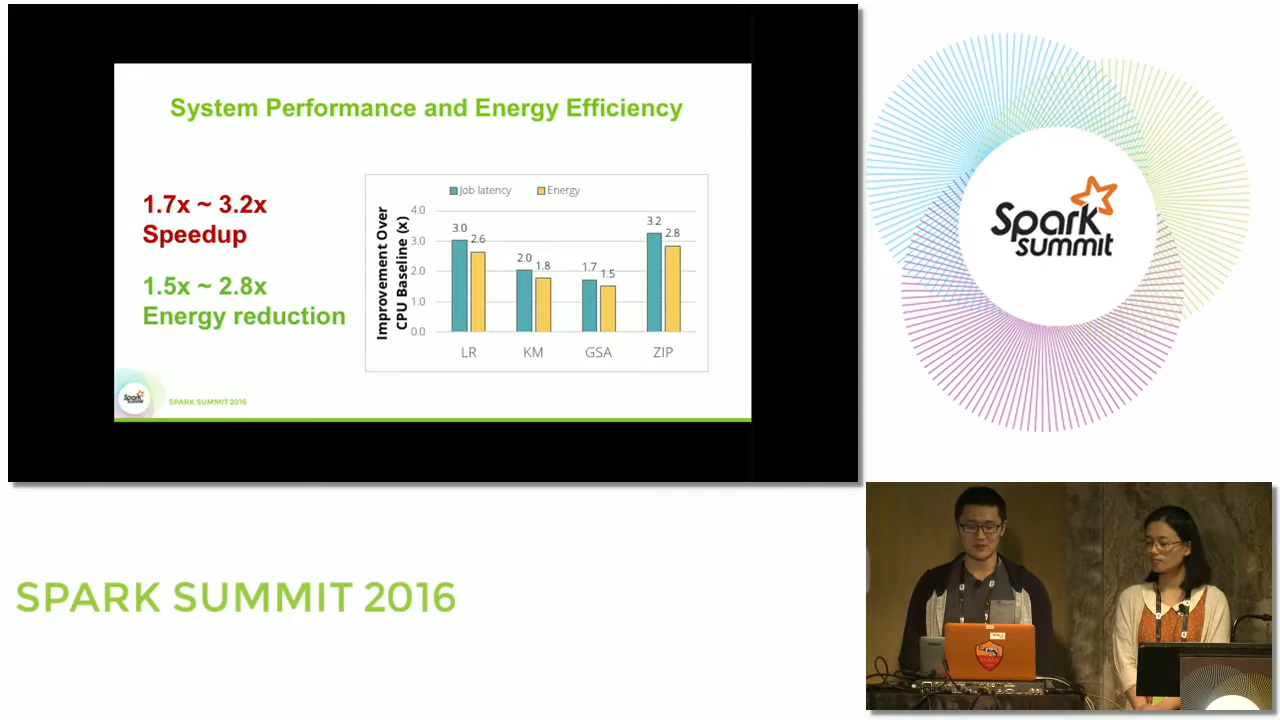 System Performance and Energy Efficiency
1.7x ~ 3.2x
Speedup
1.5x ~ 2.8x
Energy reduction
Job latency
Energy
Improvement Over
CPU Baseline (x)
4.0
3.0
2.0
1.0
0.0
3.0
2.6
2.0
1.8
1.7
1.5
3.2
2.8
LR
KM
GSA
ZIP
Spark
summit
SPARK SUMMIT 2016
Spark
summit
SPARK SUMMIT 2016